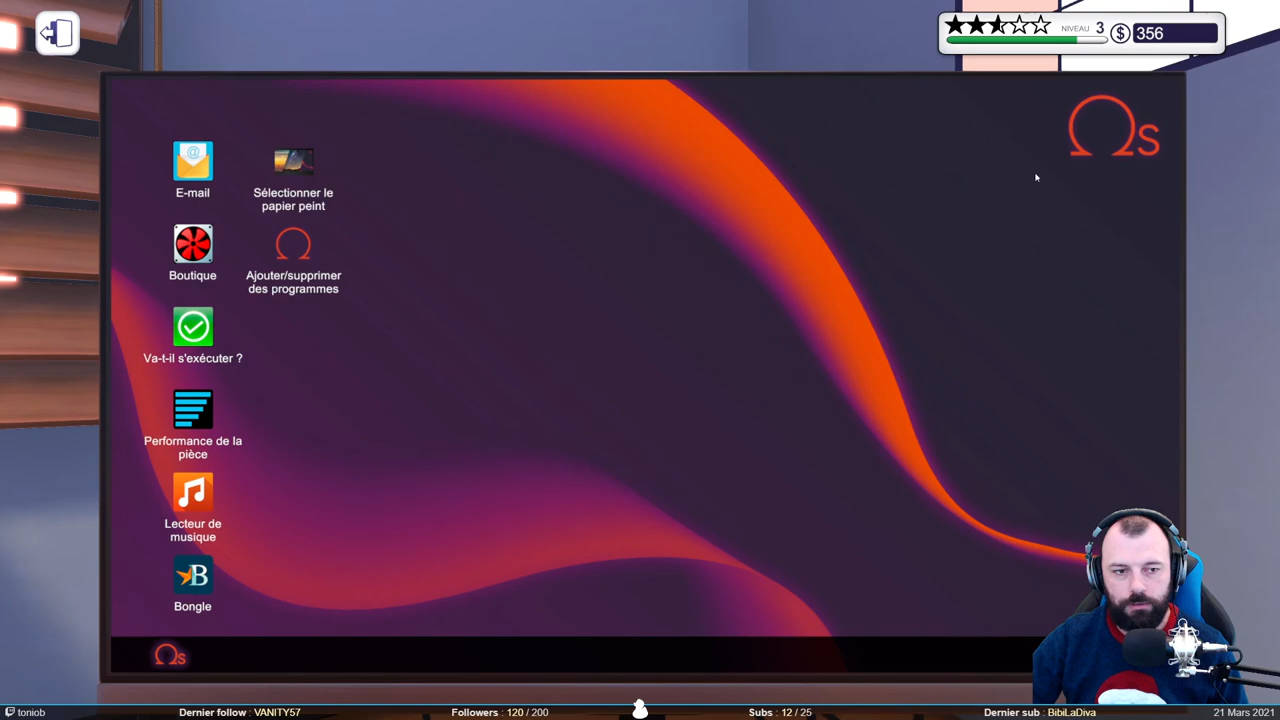 NIVEAU 3 $ 356
Ωs
E-mail
Sélectionner le
papier peint
Boutique
Ajouter/supprimer
des programmes
Va-t-il s'exécuter ?
Performance de la
pièce
Lecteur de
musique
B
Bongle
Ωs
toniob
Dernier follow : VANITY57
Followers : 120 / 200
Subs : 12 / 25
Dernier sub : BibiLaDiva
21 Mars 2021